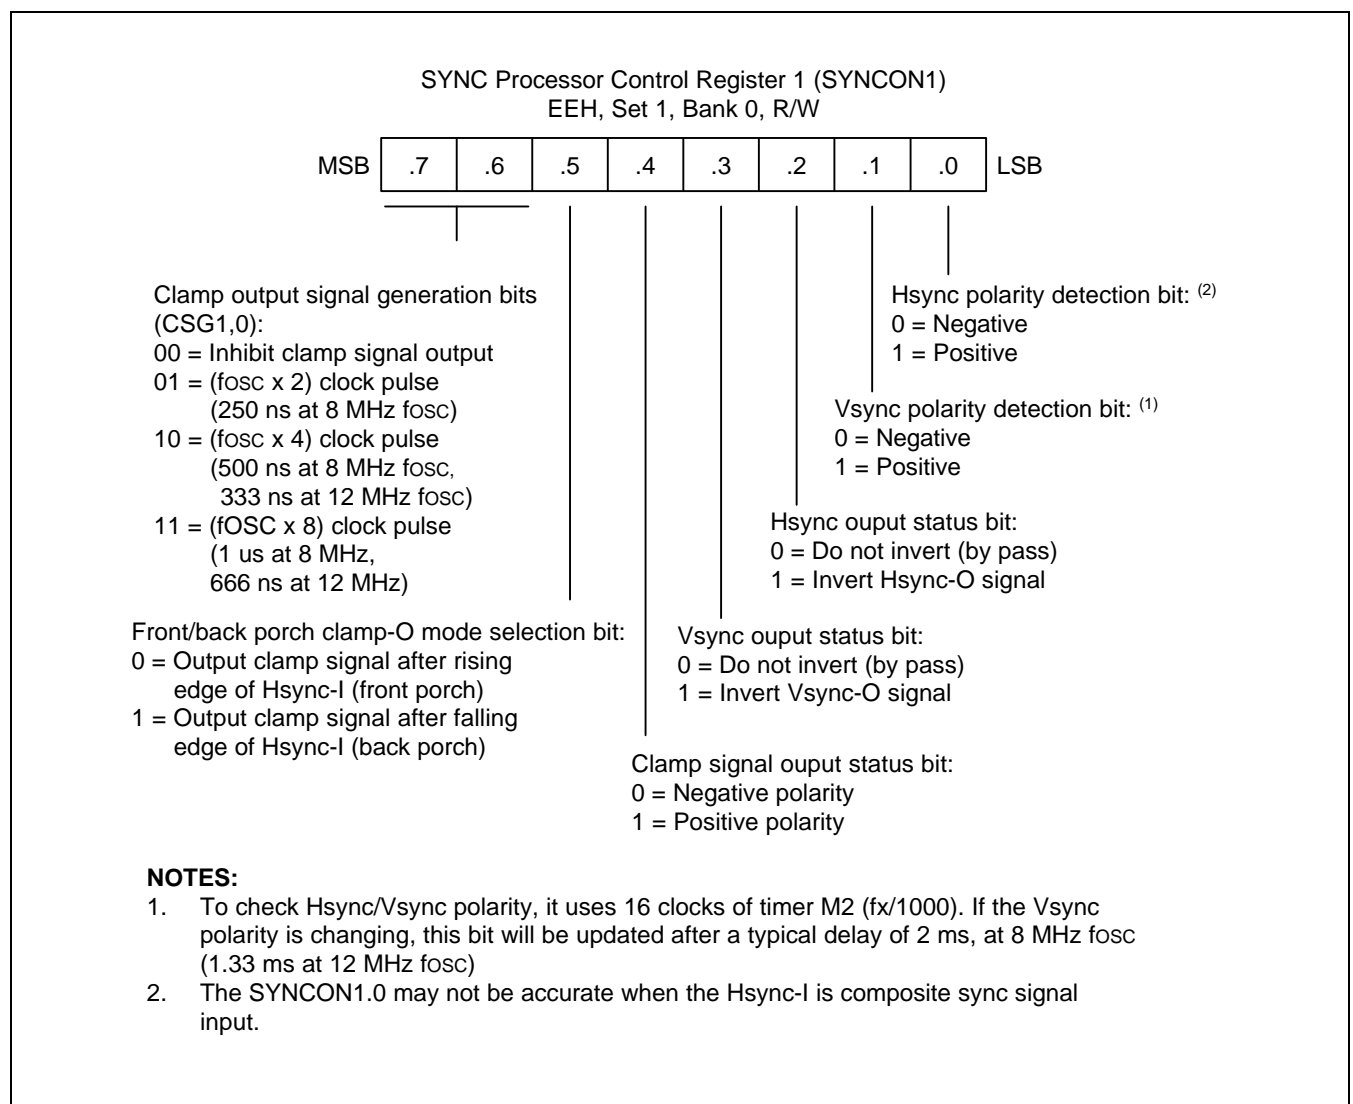 SYNC Processor Control Register 1 (SYNCON1)
EEH, Set 1, Bank 0, R/W
MSB .7 .6 .5 .4 .3 .2 .1 .0 LSB
Clamp output signal generation bits
(CSG1,0):
00 = Inhibit clamp signal output
01 = (fOSC x 2) clock pulse
(250 ns at 8 MHz fOSC)
10 = (fOSC x 4) clock pulse
(500 ns at 8 MHz fOSC,
333 ns at 12 MHz fOSC)
11 = (fOSC x 8) clock pulse
(1 us at 8 MHz,
666 ns at 12 MHz)
Front/back porch clamp-O mode selection bit:
0 = Output clamp signal after rising
edge of Hsync-I (front porch)
1 = Output clamp signal after falling
edge of Hsync-I (back porch)
Clamp signal ouput status bit:
0 = Negative polarity
1 = Positive polarity
Vsync ouput status bit:
0 = Do not invert (by pass)
1 = Invert Vsync-O signal
Hsync ouput status bit:
0 = Do not invert (by pass)
1 = Invert Hsync-O signal
Vsync polarity detection bit: (1)
0 = Negative
1 = Positive
Hsync polarity detection bit: (2)
0 = Negative
1 = Positive
NOTES:
1. To check Hsync/Vsync polarity, it uses 16 clocks of timer M2 (fx/1000). If the Vsync
polarity is changing, this bit will be updated after a typical delay of 2 ms, at 8 MHz fOSC
(1.33 ms at 12 MHz fOSC)
2. The SYNCON1.0 may not be accurate when the Hsync-I is composite sync signal
input.